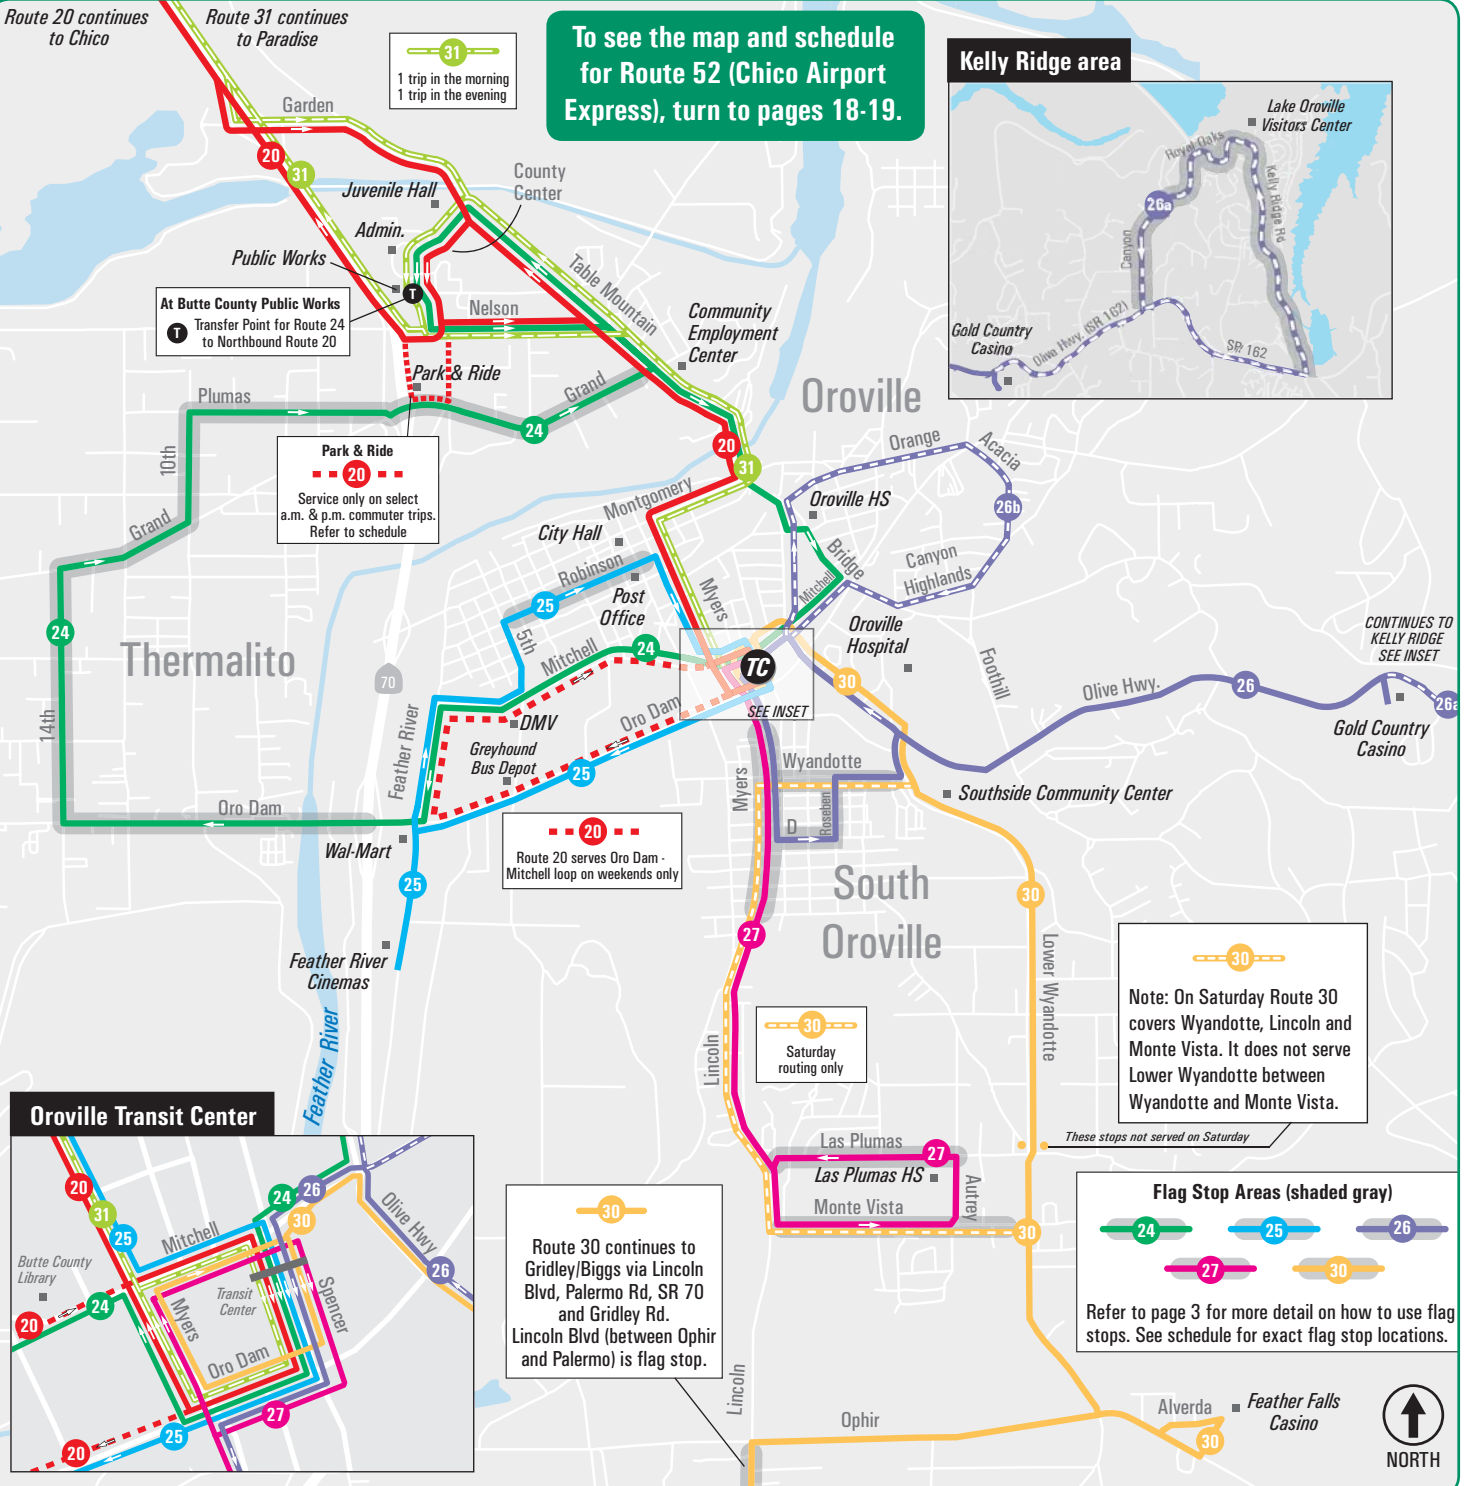 Route 20 continues
to Chico
Route 31 continues
to Paradise
31
1 trip in the morning
1 trip in the evening
To see the map and schedule
for Route 52 (Chico Airport
Express), turn to pages 18-19.
Kelly Ridge area
Lake Oroville
Visitors Center
Royal Oaks
Kelly Ridge Rd
26a
Canyon
Gold Country
Casino
Olive Hwy. (SR 162)
SR 162
Garden
20
31
Juvenile Hall
County
Center
Admin.
Public Works
T
At Butte County Public Works
T
Transfer Point for Route 24
to Northbound Route 20
Nelson
Table Mountain
Community
Employment
Center
Park & Ride
Plumas
Grand
24
10th
Park & Ride
20
Service only on select
a.m. & p.m. commuter trips.
Refer to schedule
Oroville
20
31
Orange
Acacia
26b
Oroville HS
Montgomery
City Hall
Grand
Robinson
Post
Office
25
5th
Myers
Bridge
Mitchell
Canyon
Highlands
24
Thermalito
14th
70
Mitchell
24
TC
SEE INSET
Oroville
Hospital
30
Foothill
Olive Hwy.
26
CONTINUES TO
KELLY RIDGE
SEE INSET
26a
Gold Country
Casino
DMV
Oro Dam
Greyhound
Bus Depot
25
Feather River
Oro Dam
Wal-Mart
25
Feather River
Cinemas
Feather River
20
Route 20 serves Oro Dam -
Mitchell loop on weekends only
Wyandotte
Myers
D
Roseben
Southside Community Center
South
Oroville
27
30
Lower Wyandotte
Lincoln
30
Saturday
routing only
30
Note: On Saturday Route 30
covers Wyandotte, Lincoln and
Monte Vista. It does not serve
Lower Wyandotte between
Wyandotte and Monte Vista.
These stops not served on Saturday
Las Plumas
27
Las Plumas HS
Autrey
Monte Vista
30
Flag Stop Areas (shaded gray)
24
25
26
27
30
Refer to page 3 for more detail on how to use flag
stops. See schedule for exact flag stop locations.
Oroville Transit Center
20
31
25
Mitchell
24
26
30
Olive Hwy
26
Butte County
Library
24
20
Transit
Center
Myers
Spencer
Oro Dam
27
25
20
30
Route 30 continues to
Gridley/Biggs via Lincoln
Blvd, Palermo Rd, SR 70
and Gridley Rd.
Lincoln Blvd (between Ophir
and Palermo) is flag stop.
Lincoln
Ophir
Alverda
30
Feather Falls
Casino
NORTH